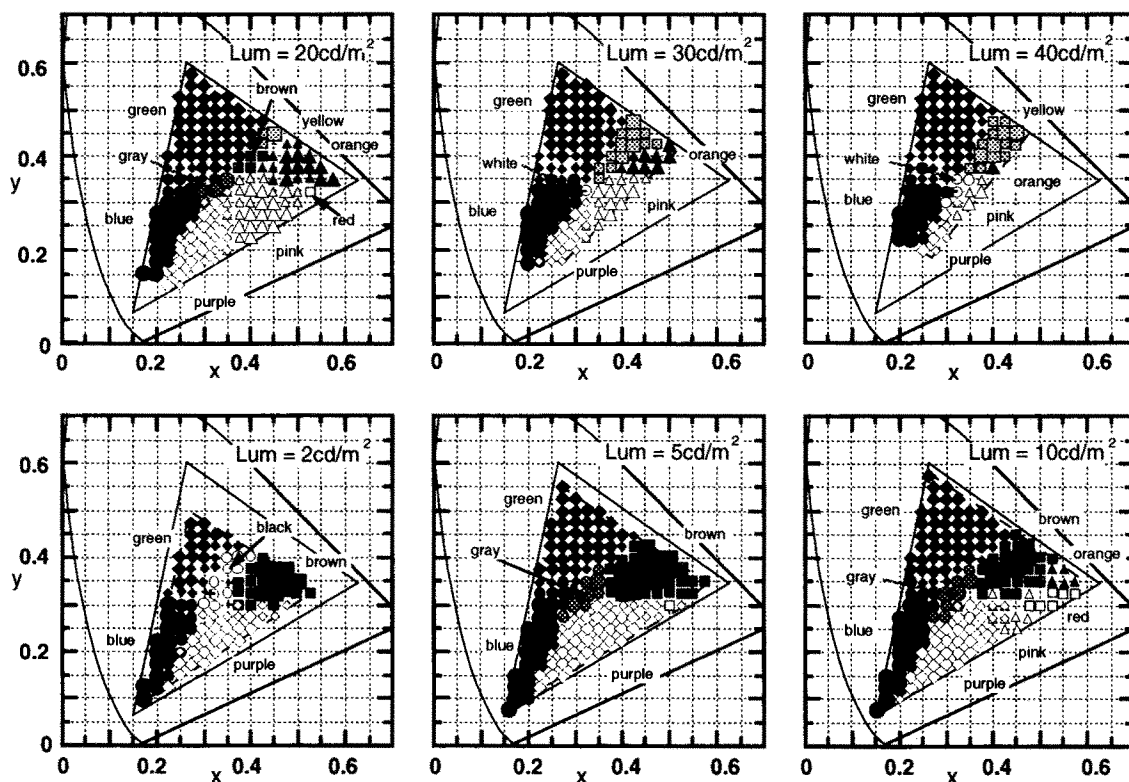 Lum = 20cd/m²
brown
green
yellow
gray
orange
blue
red
pink
purple
0.6
0.4
y
0.2
0
0
0.2
x
0.4
0.6
Lum = 30cd/m²
green
yellow
white
orange
blue
pink
purple
0
0.2
x
0.4
0.6
Lum = 40cd/m²
green
yellow
white
orange
blue
pink
purple
0
0.2
x
0.4
0.6
Lum = 2cd/m²
black
green
brown
blue
purple
0.6
0.4
y
0.2
0
0
0.2
x
0.4
0.6
Lum = 5cd/m²
green
brown
gray
blue
purple
0
0.2
x
0.4
0.6
Lum = 10cd/m²
green
brown
orange
gray
blue
red
pink
purple
0
0.2
x
0.4
0.6